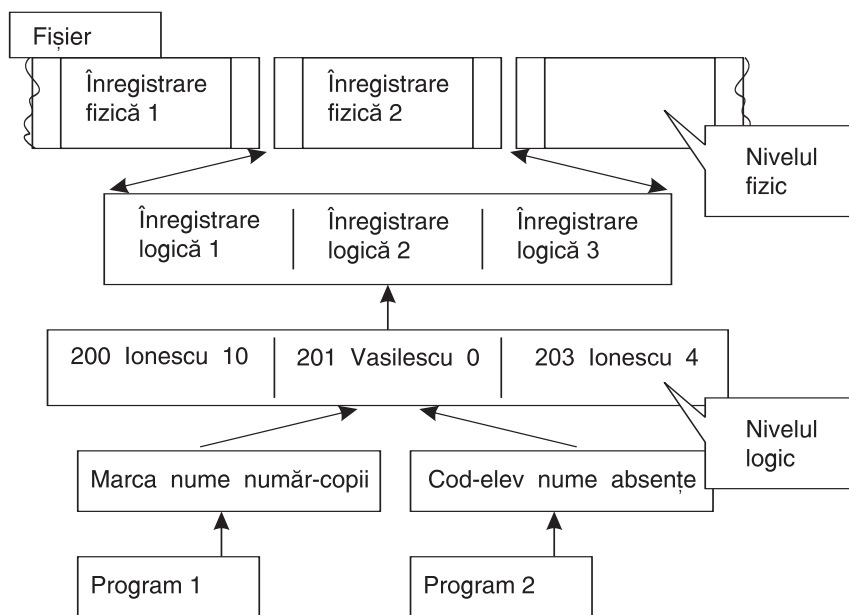 Fișier
Înregistrare
fizică 1
Înregistrare
fizică 2
Nivelul
fizic
Înregistrare
logică 1
Înregistrare
logică 2
Înregistrare
logică 3
200 Ionescu 10
201 Vasilescu 0
203 Ionescu 4
Nivelul
logic
Marca nume număr-copii
Cod-elev nume absențe
Program 1
Program 2